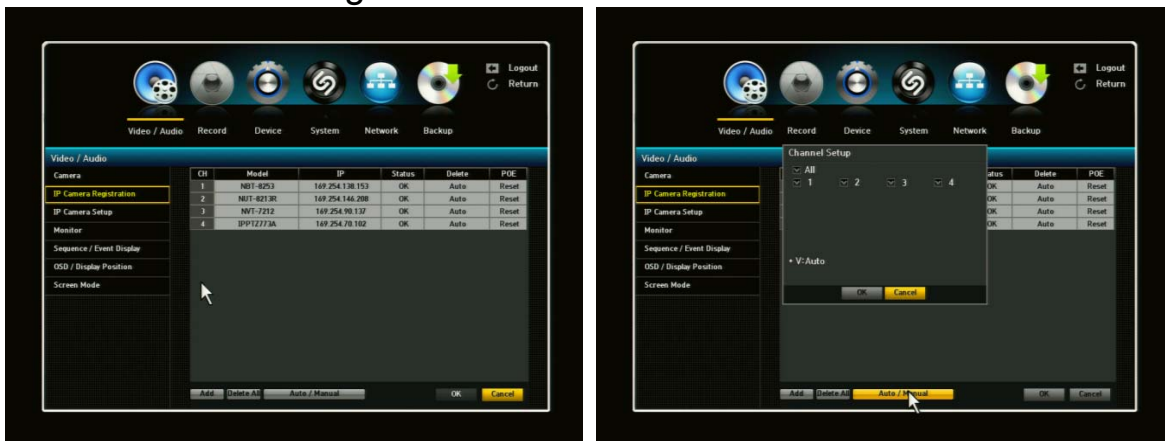 Logout
Return
Video / Audio Record Device System Network Backup
Video / Audio
Camera
IP Camera Registration
IP Camera Setup
Monitor
Sequence / Event Display
OSD / Display Position
Screen Mode
CH Model IP Status Delete POE
1 NBT-8253 169.254.138.153 OK Auto Reset
2 NUT-8213R 169.254.146.208 OK Auto Reset
3 NVT-7212 169.254.90.137 OK Auto Reset
4 IPPTZ773A 169.254.70.102 OK Auto Reset
Add Delete All Auto / Manual OK Cancel
Logout
Return
Video / Audio Record Device System Network Backup
Video / Audio
Camera
IP Camera Registration
IP Camera Setup
Monitor
Sequence / Event Display
OSD / Display Position
Screen Mode
Channel Setup
All
1 2 3 4
• V:Auto
OK Cancel
atus Delete POE
OK Auto Reset
OK Auto Reset
OK Auto Reset
OK Auto Reset
Add Delete All Auto / Manual OK Cancel